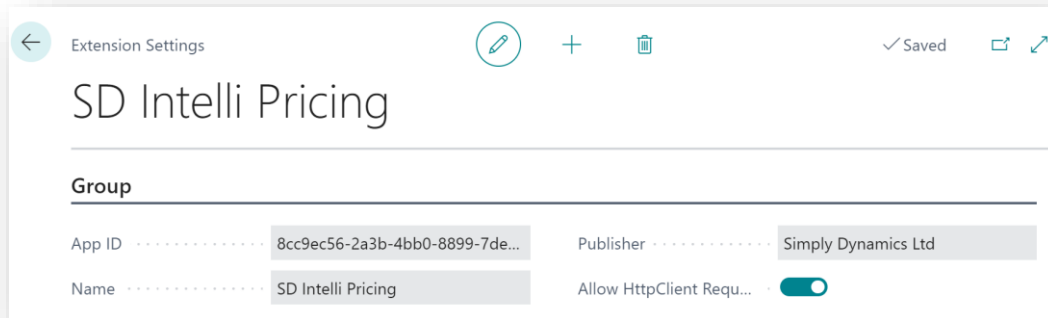 Extension Settings
Saved
SD Intelli Pricing
Group
App ID 8cc9ec56-2a3b-4bb0-8899-7de...
Publisher Simply Dynamics Ltd
Name SD Intelli Pricing
Allow HttpClient Requ...